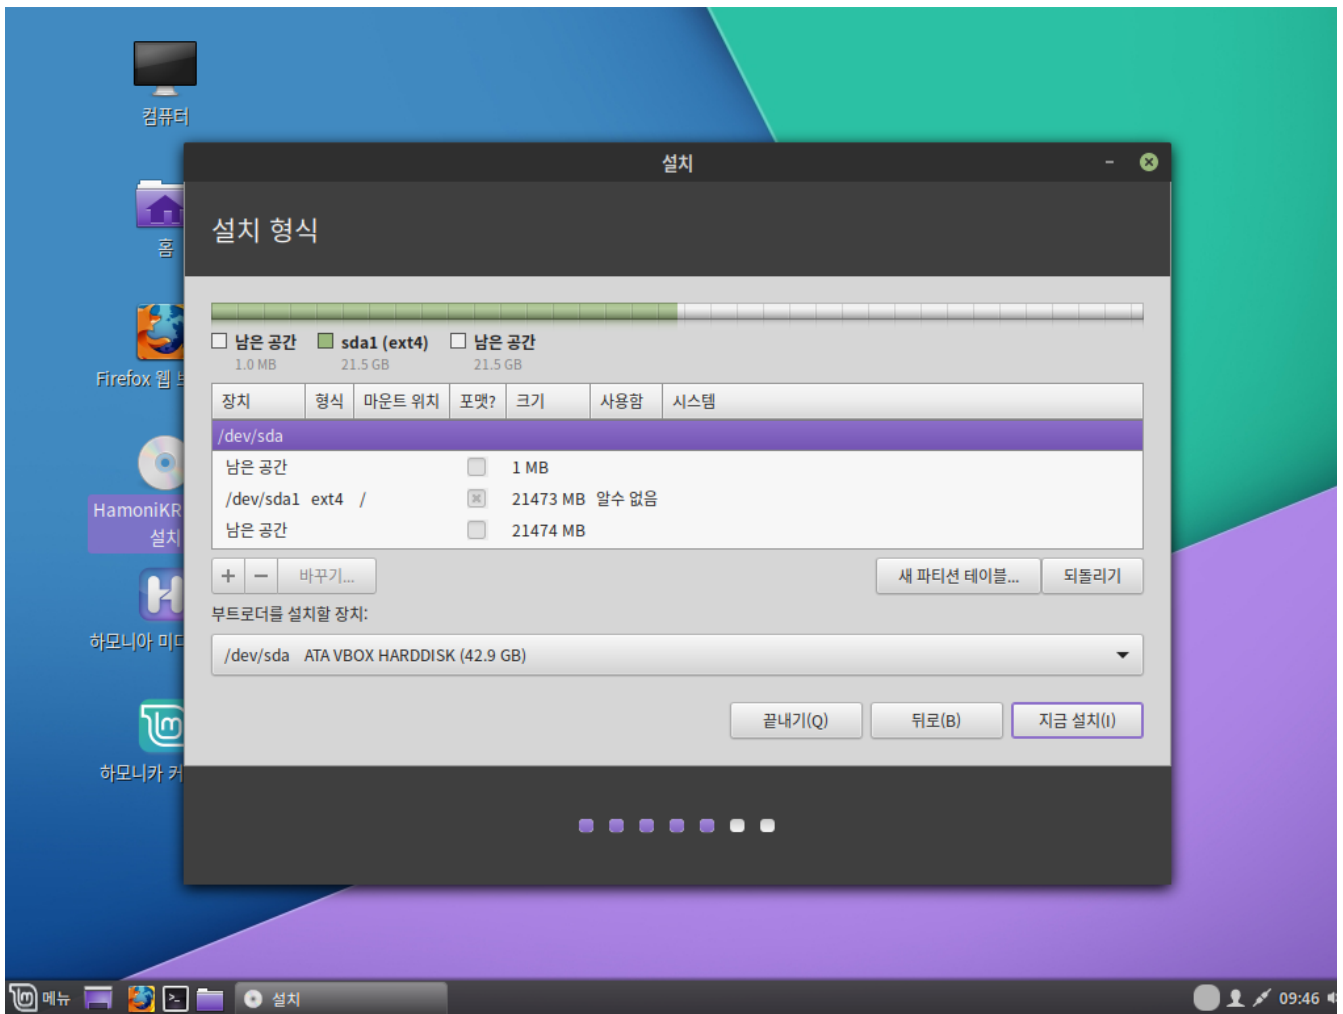 컴퓨터
설치
홈
설치 형식
남은 공간 sda1 (ext4) 남은 공간
1.0 MB 21.5 GB 21.5 GB
Firefox 웹
장치 형식 마운트 위치 포맷? 크기 사용함 시스템
/dev/sda
남은 공간 1 MB
/dev/sda1 ext4 / 21473 MB 알수 없음
남은 공간 21474 MB
HamoniKR
설치
+ − 바꾸기... 새 파티션 테이블... 되돌리기
부트로더를 설치할 장치:
하모니아 미디
/dev/sda ATA VBOX HARDDISK (42.9 GB)
끝내기(Q) 뒤로(B) 지금 설치(I)
하모니카 커
메뉴 설치 09:46